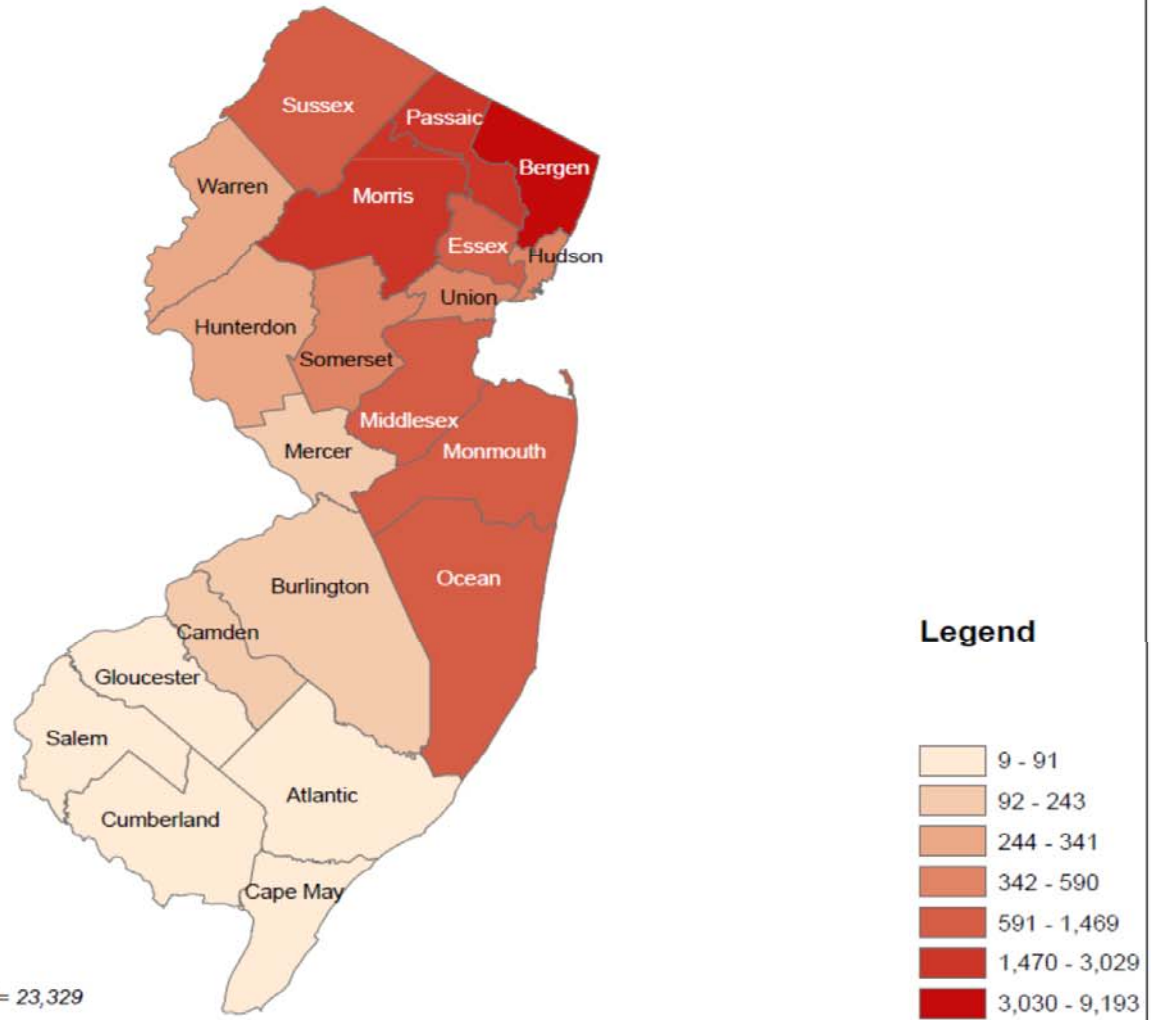 Sussex
Passaic
Bergen
Warren
Morris
Essex
Hudson
Union
Hunterdon
Somerset
Middlesex
Mercer
Monmouth
Ocean
Burlington
Camden
Gloucester
Salem
Atlantic
Cumberland
Cape May
= 23,329
Legend
9 - 91
92 - 243
244 - 341
342 - 590
591 - 1,469
1,470 - 3,029
3,030 - 9,193